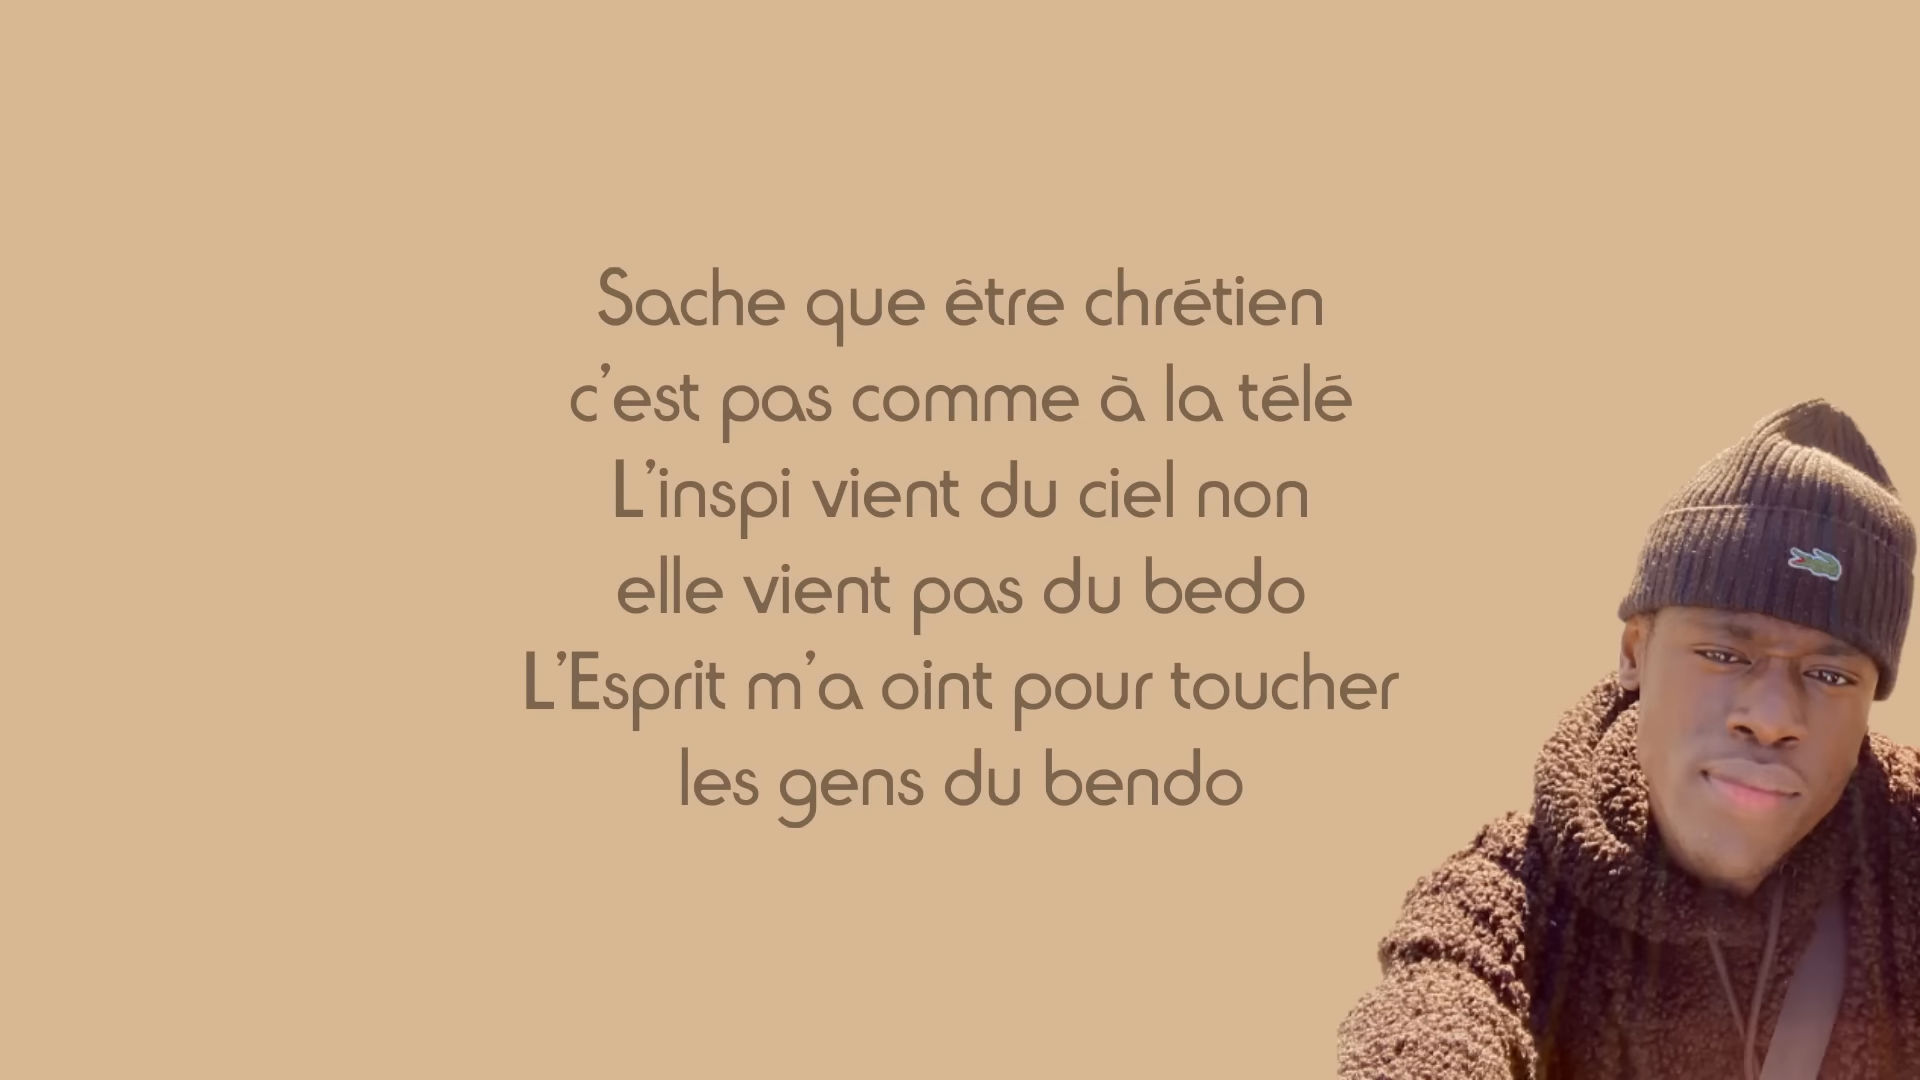 Sache que être chrétien
c'est pas comme à la télé
L'inspi vient du ciel non
elle vient pas du bedo
L'Esprit m'a oint pour toucher
les gens du bendo